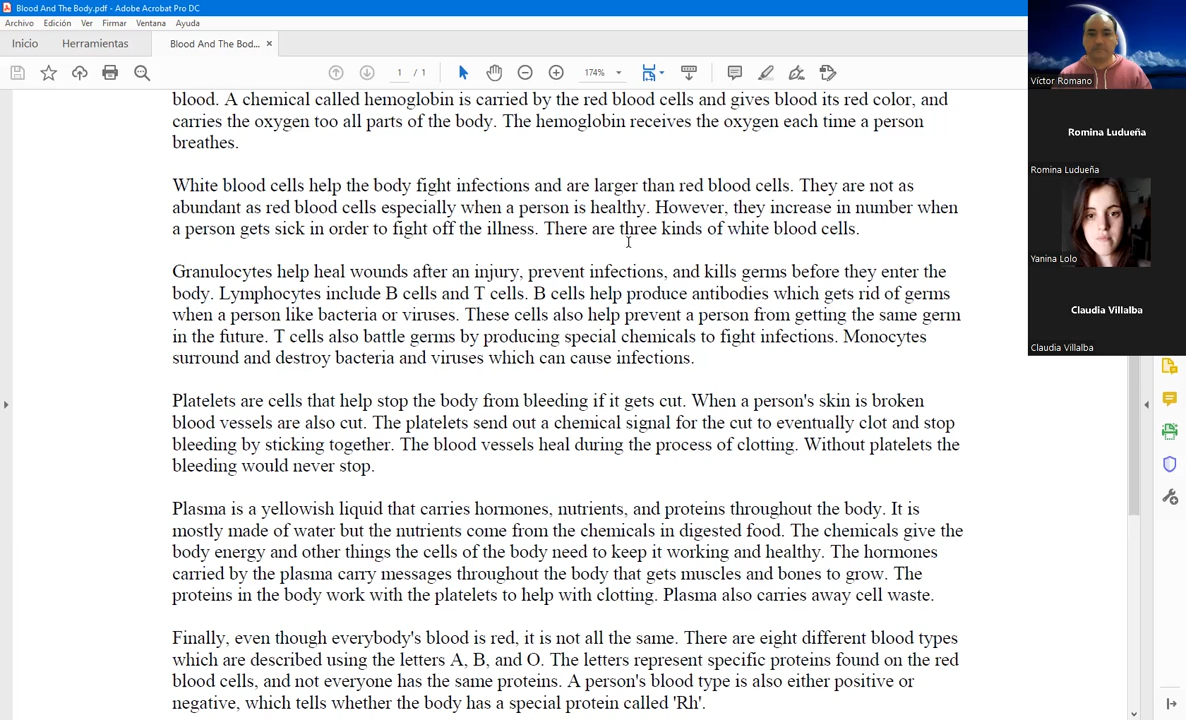 Blood And The Body.pdf - Adobe Acrobat Pro DC
Archivo Edición Ver Firmar Ventana Ayuda
Inicio Herramientas Blood And The Bod... ×
1 / 1 174%
blood. A chemical called hemoglobin is carried by the red blood cells and gives blood its red color, and
carries the oxygen too all parts of the body. The hemoglobin receives the oxygen each time a person
breathes.
White blood cells help the body fight infections and are larger than red blood cells. They are not as
abundant as red blood cells especially when a person is healthy. However, they increase in number when
a person gets sick in order to fight off the illness. There are three kinds of white blood cells.
Granulocytes help heal wounds after an injury, prevent infections, and kills germs before they enter the
body. Lymphocytes include B cells and T cells. B cells help produce antibodies which gets rid of germs
when a person like bacteria or viruses. These cells also help prevent a person from getting the same germ
in the future. T cells also battle germs by producing special chemicals to fight infections. Monocytes
surround and destroy bacteria and viruses which can cause infections.
Platelets are cells that help stop the body from bleeding if it gets cut. When a person's skin is broken
blood vessels are also cut. The platelets send out a chemical signal for the cut to eventually clot and stop
bleeding by sticking together. The blood vessels heal during the process of clotting. Without platelets the
bleeding would never stop.
Plasma is a yellowish liquid that carries hormones, nutrients, and proteins throughout the body. It is
mostly made of water but the nutrients come from the chemicals in digested food. The chemicals give the
body energy and other things the cells of the body need to keep it working and healthy. The hormones
carried by the plasma carry messages throughout the body that gets muscles and bones to grow. The
proteins in the body work with the platelets to help with clotting. Plasma also carries away cell waste.
Finally, even though everybody's blood is red, it is not all the same. There are eight different blood types
which are described using the letters A, B, and O. The letters represent specific proteins found on the red
blood cells, and not everyone has the same proteins. A person's blood type is also either positive or
negative, which tells whether the body has a special protein called 'Rh'.
Víctor Romano
Romina Ludueña
Romina Ludueña
Yanina Lolo
Claudia Villalba
Claudia Villalba